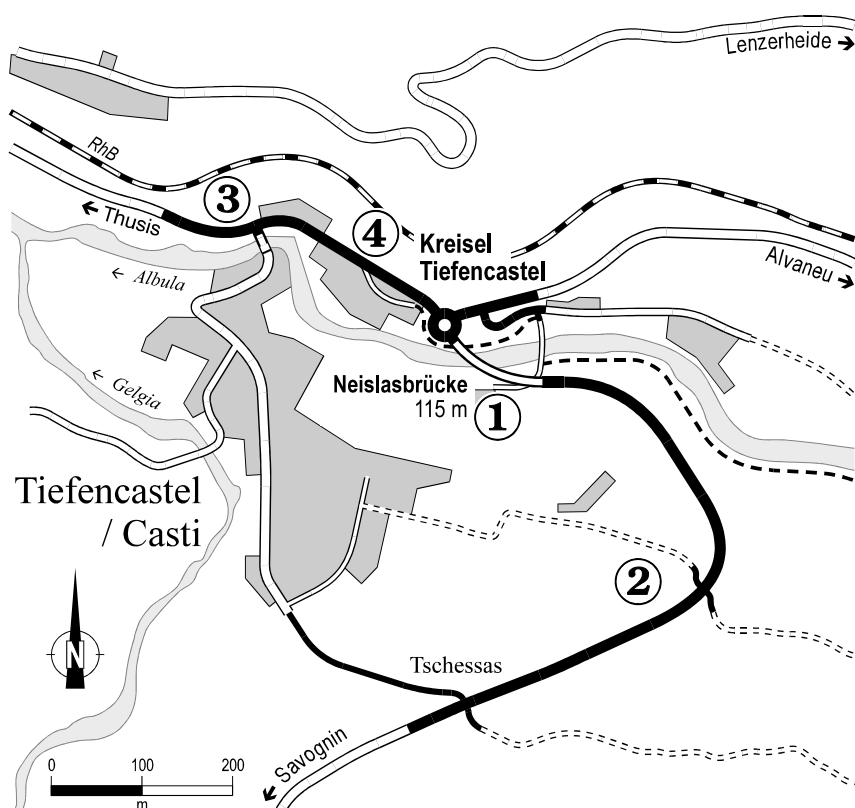 Lenzerheide
RhB
3
Thusis
4
Kreisel
Tiefencastel
Alvaneu
Albula
Gelgia
Neislasbrücke
115 m
1
Tiefencastel
/ Casti
2
N
Tschessas
Savognin
0 100 200
m